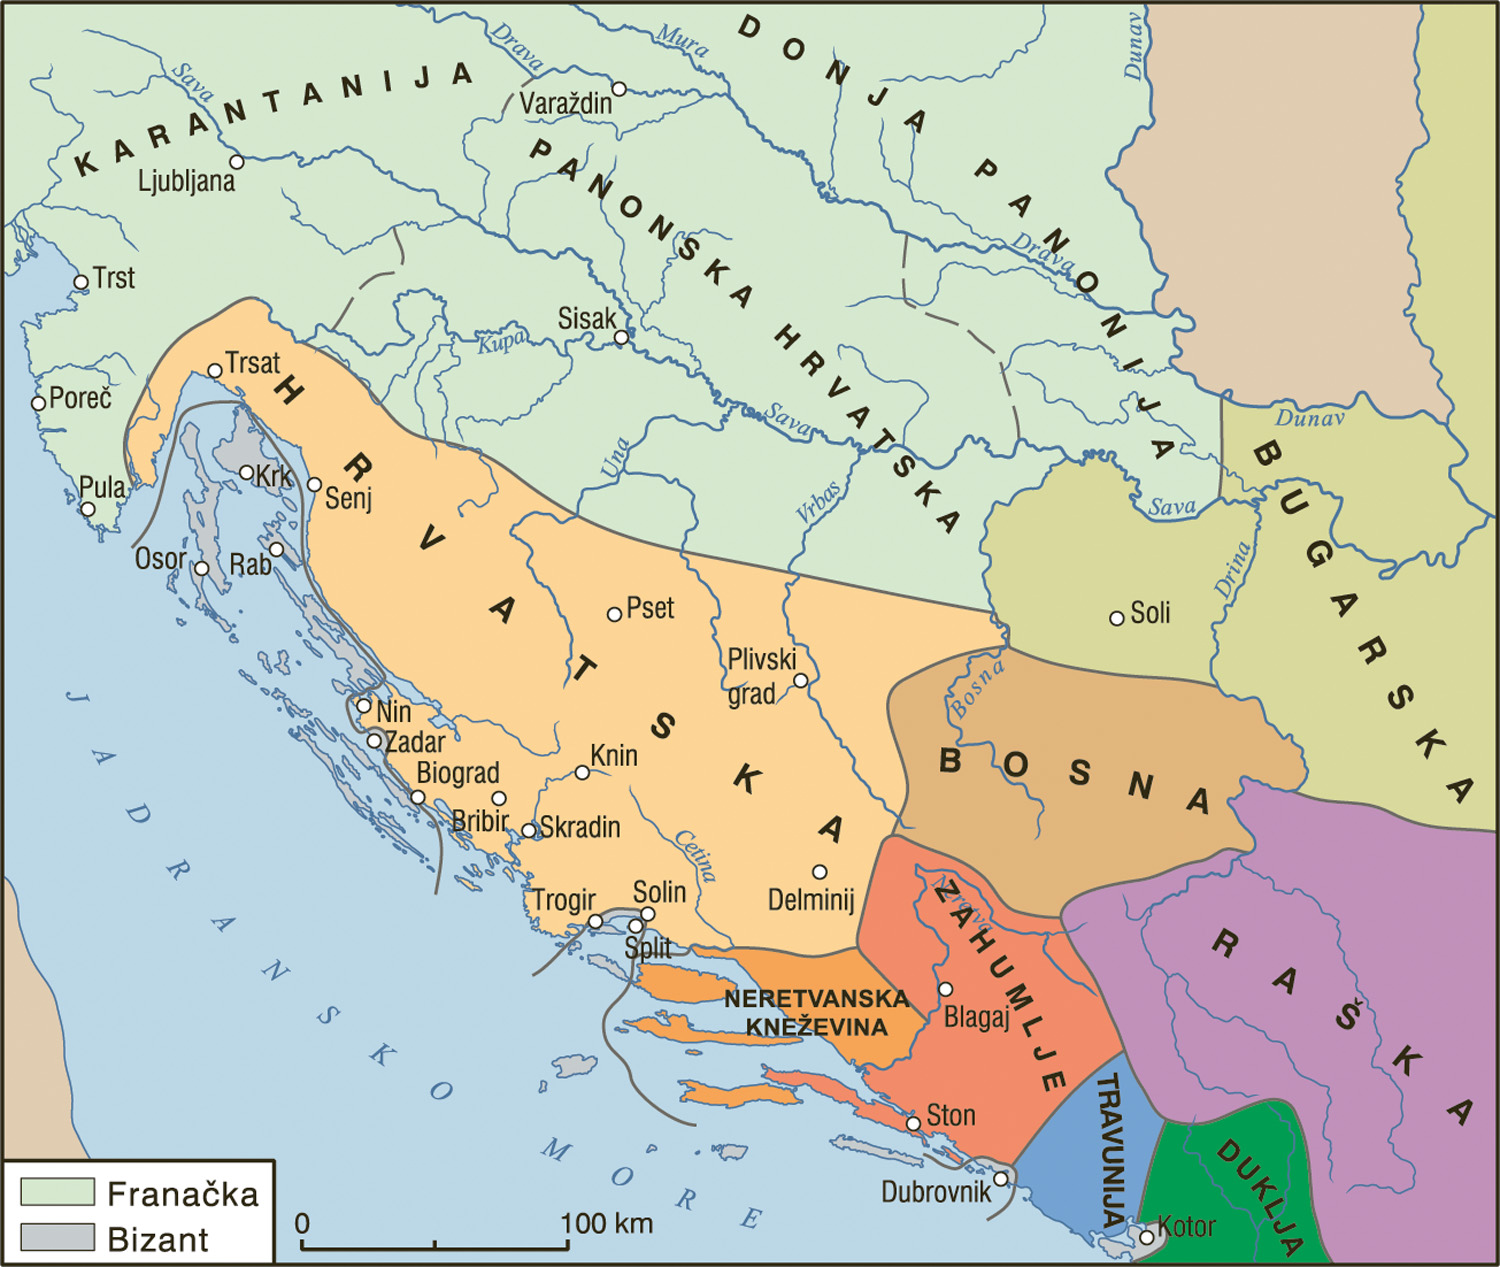 KARANTANIJA
DONJA PANONIJA
PANONSKA HRVATSKA
HRVATSKA
BUGARSKA
BOSNA
RAŠKA
ZAHUMLJE
NERETVANSKA
KNEŽEVINA
TRAVUNIJA
DUKLJA
JADRANSKO
MORE
Sava
Drava
Mura
Dunav
Varaždin
Ljubljana
Trst
Drava
Sisak
Kupa
Trsat
Poreč
Sava
Dunav
Una
Krk
Senj
Pula
Vrbas
Sava
Osor
Rab
Drina
Pset
Soli
Plivski
grad
Bosna
Nin
Zadar
Knin
Biograd
Bribir
Skradin
Cetina
Trogir
Solin
Delminij
Neretva
Split
Blagaj
Ston
Dubrovnik
Kotor
Franačka
Bizant
0
100 km